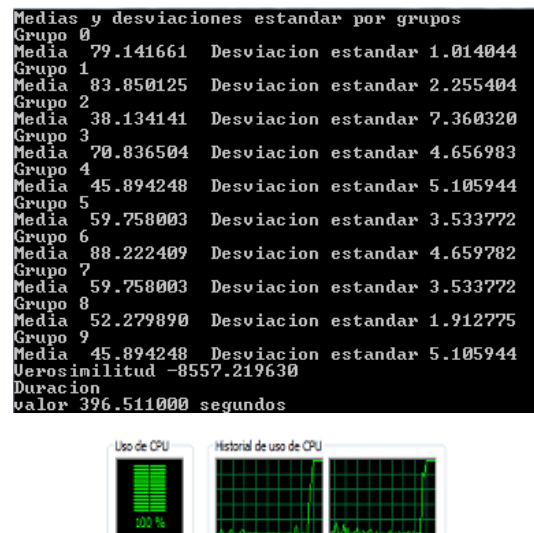 Medias y desviaciones estandar por grupos
Grupo 0
Media 79.141661 Desviacion estandar 1.014044
Grupo 1
Media 83.850125 Desviacion estandar 2.255404
Grupo 2
Media 38.134141 Desviacion estandar 7.360320
Grupo 3
Media 70.836504 Desviacion estandar 4.656983
Grupo 4
Media 45.894248 Desviacion estandar 5.105944
Grupo 5
Media 59.758003 Desviacion estandar 3.533772
Grupo 6
Media 88.222409 Desviacion estandar 4.659782
Grupo 7
Media 59.758003 Desviacion estandar 3.533772
Grupo 8
Media 52.279890 Desviacion estandar 1.912775
Grupo 9
Media 45.894248 Desviacion estandar 5.105944
Verosimilitud -8557.219630
Duracion
valor 396.511000 segundos
Uso de CPU Historial de uso de CPU
100 %